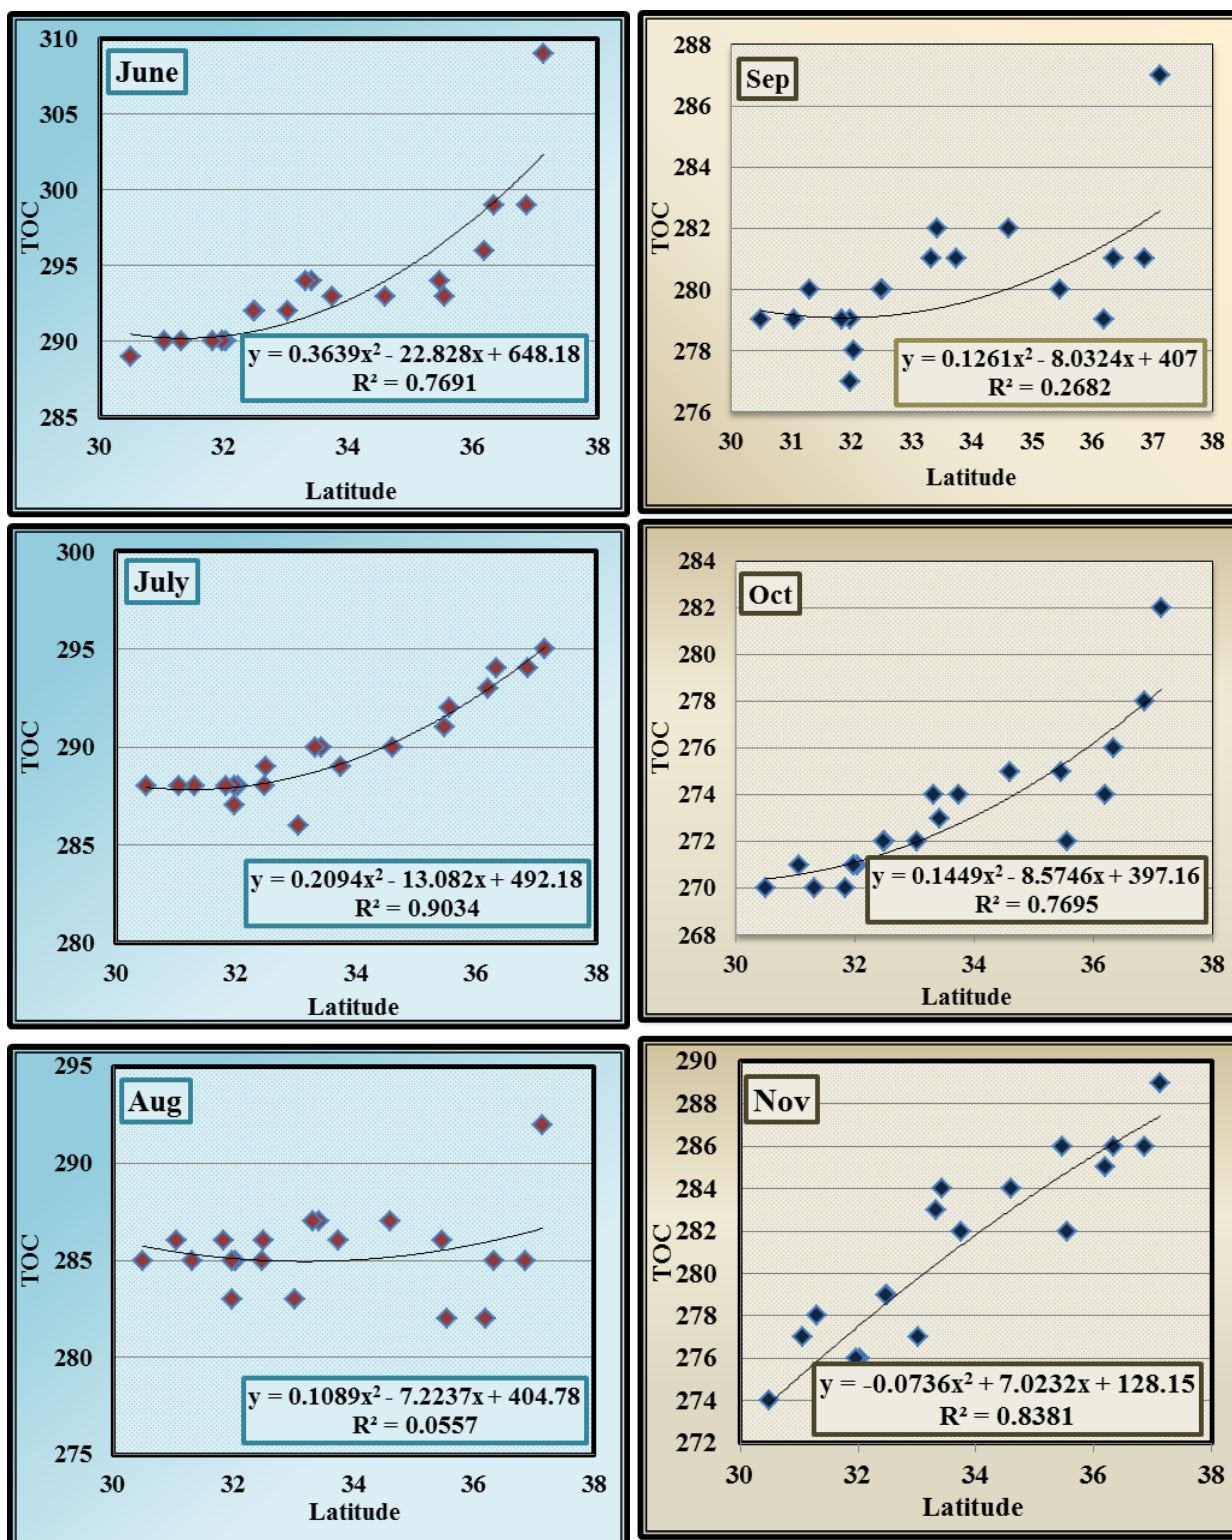 June
TOC
310
305
300
295
290
285
y = 0.3639x² - 22.828x + 648.18
R² = 0.7691
30 32 34 36 38
Latitude
Sep
TOC
288
286
284
282
280
278
276
y = 0.1261x² - 8.0324x + 407
R² = 0.2682
30 31 32 33 34 35 36 37 38
Latitude
July
TOC
300
295
290
285
280
y = 0.2094x² - 13.082x + 492.18
R² = 0.9034
30 32 34 36 38
Latitude
Oct
TOC
284
282
280
278
276
274
272
270
268
y = 0.1449x² - 8.5746x + 397.16
R² = 0.7695
30 32 34 36 38
Latitude
Aug
TOC
295
290
285
280
275
y = 0.1089x² - 7.2237x + 404.78
R² = 0.0557
30 32 34 36 38
Latitude
Nov
TOC
290
288
286
284
282
280
278
276
274
272
y = -0.0736x² + 7.0232x + 128.15
R² = 0.8381
30 32 34 36 38
Latitude